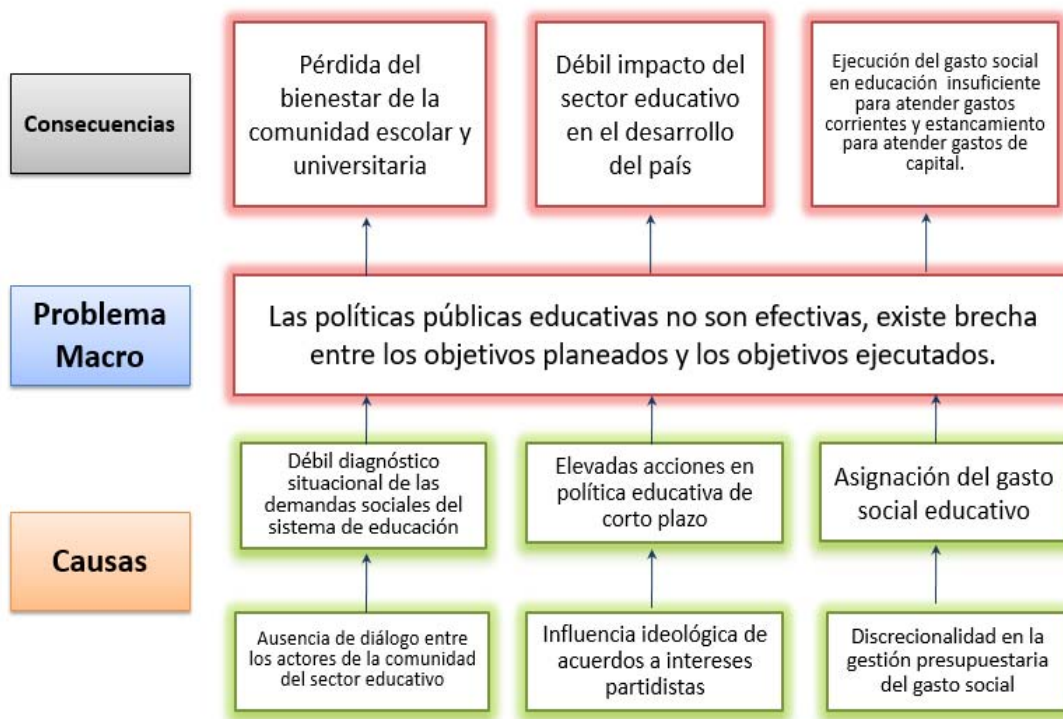 Consecuencias
Pérdida del
bienestar de la
comunidad escolar y
universitaria
Débil impacto del
sector educativo
en el desarrollo
del país
Ejecución del gasto social
en educación insuficiente
para atender gastos
corrientes y estancamiento
para atender gastos de
capital.
Problema
Macro
Las políticas públicas educativas no son efectivas, existe brecha
entre los objetivos planeados y los objetivos ejecutados.
Causas
Débil diagnóstico
situacional de las
demandas sociales del
sistema de educación
Elevadas acciones en
política educativa de
corto plazo
Asignación del gasto
social educativo
Ausencia de diálogo entre
los actores de la comunidad
del sector educativo
Influencia ideológica de
acuerdos a intereses
partidistas
Discrecionalidad en la
gestión presupuestaria
del gasto social